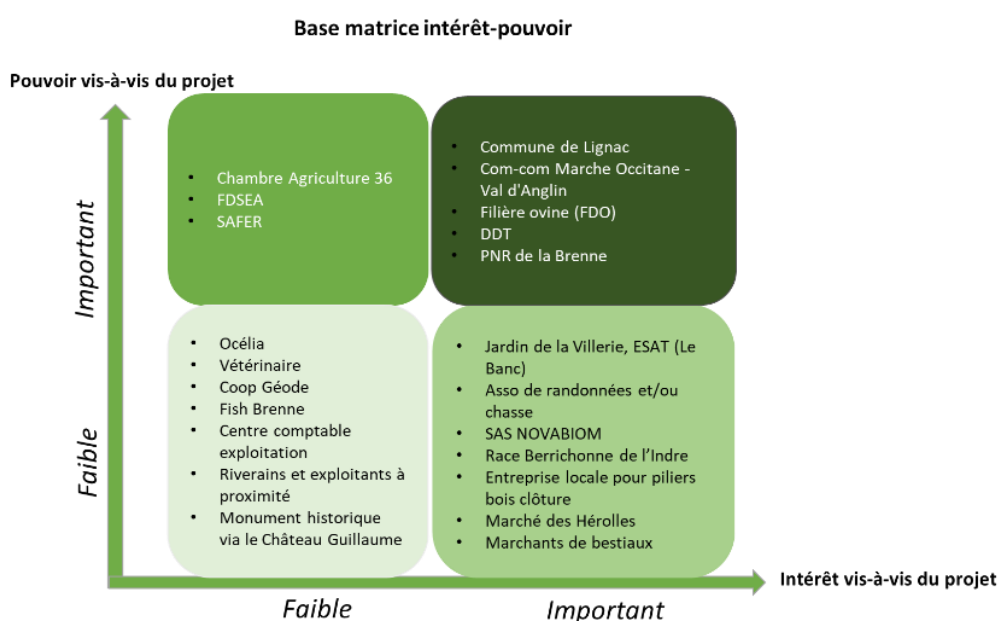 Base matrice intérêt-pouvoir
Pouvoir vis-à-vis du projet
Important
• Chambre Agriculture 36
• FDSEA
• SAFER
• Commune de Lignac
• Com-com Marche Occitane -
Val d'Anglin
• Filière ovine (FDO)
• DDT
• PNR de la Brenne
Faible
• Océlia
• Vétérinaire
• Coop Géode
• Fish Brenne
• Centre comptable
exploitation
• Riverains et exploitants à
proximité
• Monument historique
via le Château Guillaume
• Jardin de la Villerie, ESAT (Le
Banc)
• Asso de randonnées et/ou
chasse
• SAS NOVABIOM
• Race Berrichonne de l’Indre
• Entreprise locale pour piliers
bois clôture
• Marché des Hérolles
• Marchants de bestiaux
Intérêt vis-à-vis du projet
Faible
Important